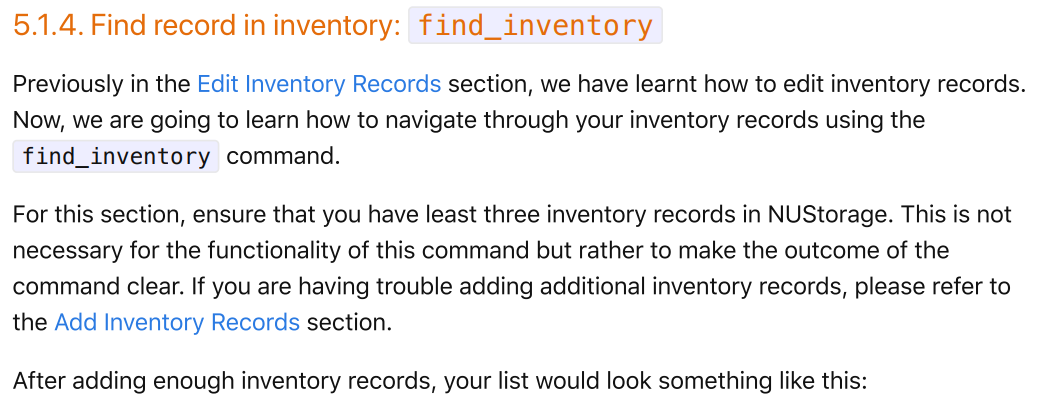 5.1.4. Find record in inventory: find_inventory
Previously in the Edit Inventory Records section, we have learnt how to edit inventory records.
Now, we are going to learn how to navigate through your inventory records using the
find_inventory command.
For this section, ensure that you have least three inventory records in NUStorage. This is not
necessary for the functionality of this command but rather to make the outcome of the
command clear. If you are having trouble adding additional inventory records, please refer to
the Add Inventory Records section.
After adding enough inventory records, your list would look something like this: